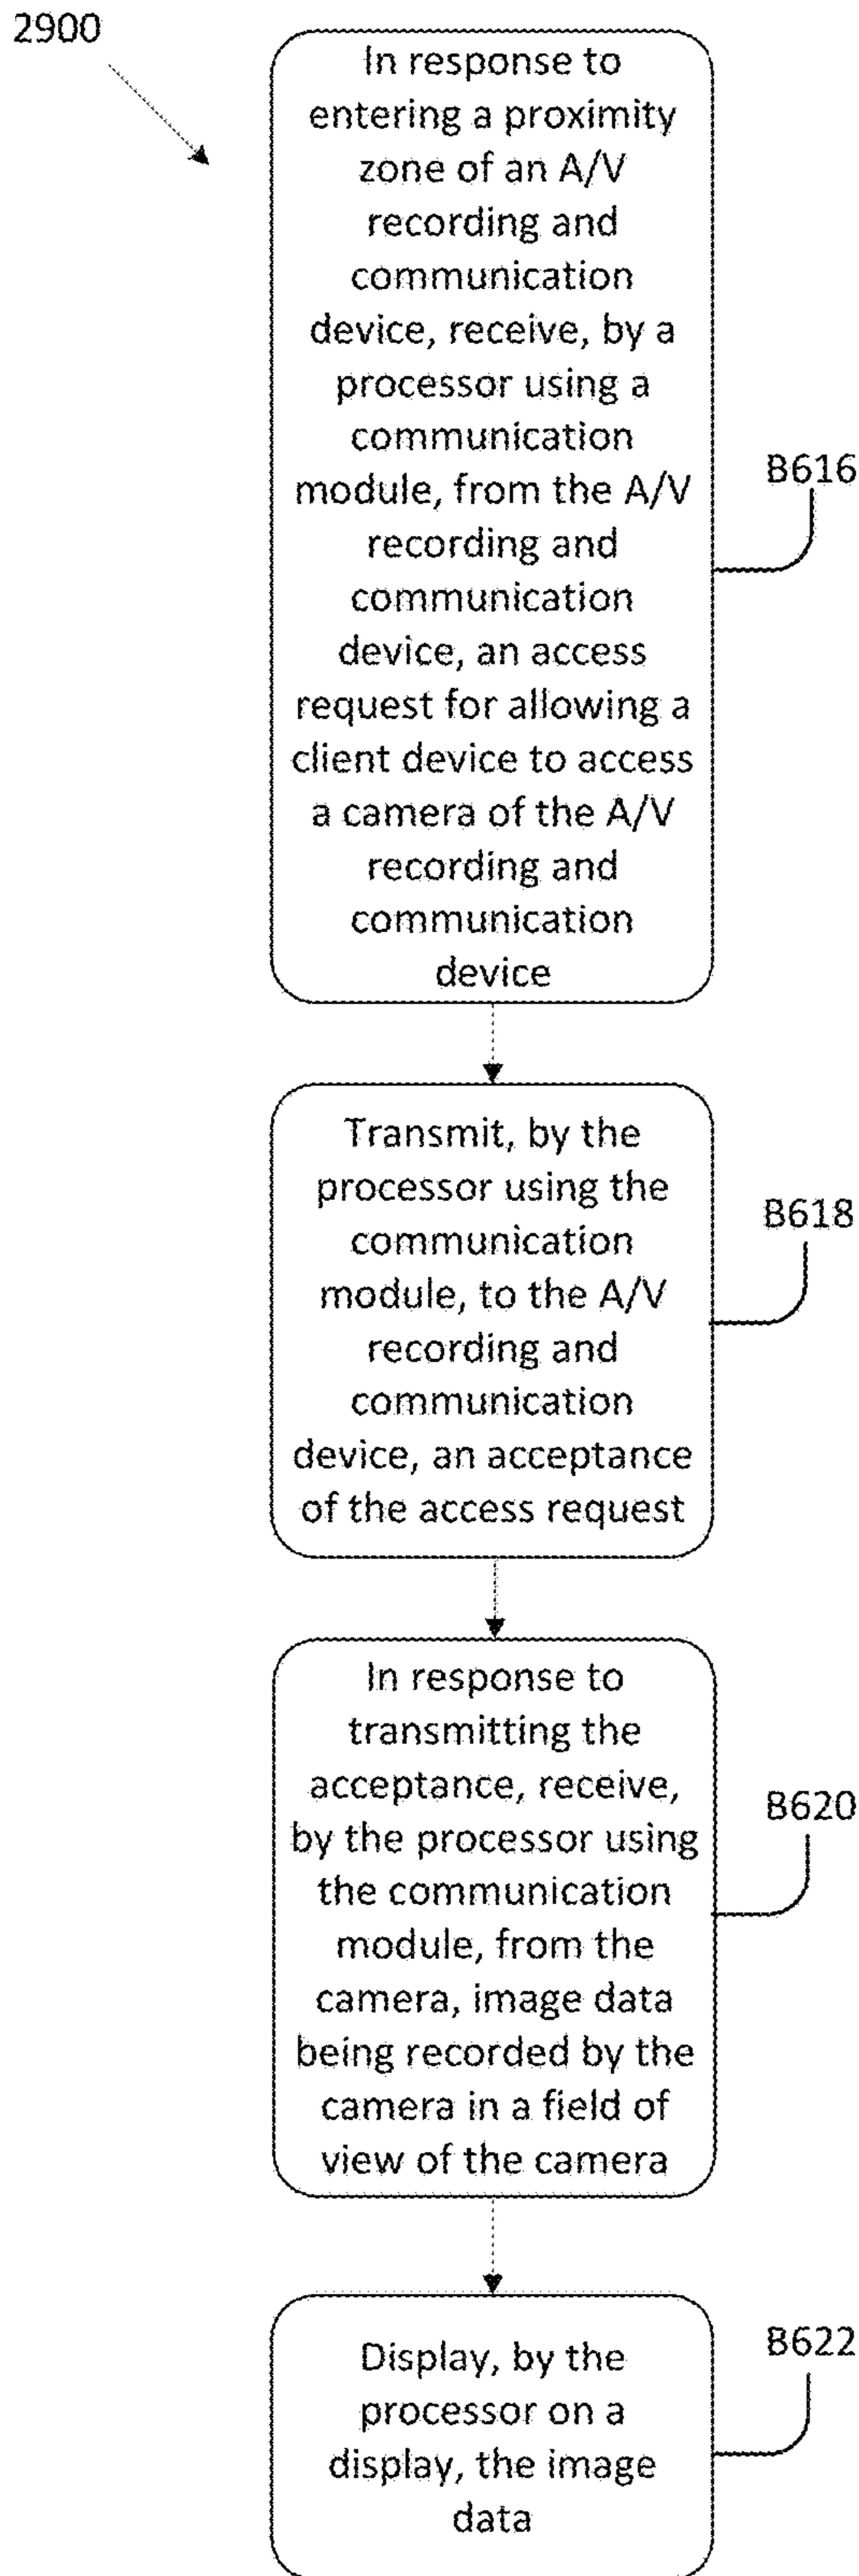 2900
In response to
entering a proximity
zone of an A/V
recording and
communication
device, receive, by a
processor using a
communication
module, from the A/V
recording and
communication
device, an access
request for allowing a
client device to access
a camera of the A/V
recording and
communication
device
B616
Transmit, by the
processor using the
communication
module, to the A/V
recording and
communication
device, an acceptance
of the access request
B618
In response to
transmitting the
acceptance, receive,
by the processor using
the communication
module, from the
camera, image data
being recorded by the
camera in a field of
view of the camera
B620
Display, by the
processor on a
display, the image
data
B622